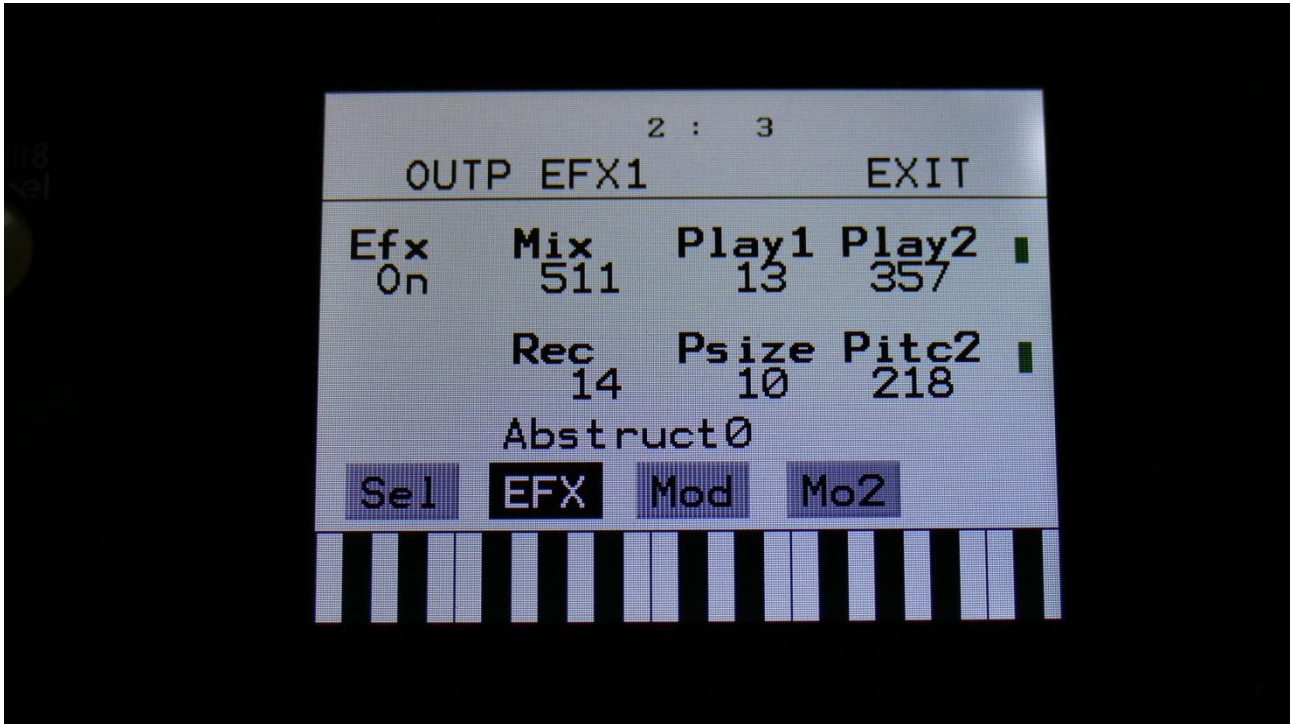 2 : 3
OUTP EFX1 EXIT
Efx Mix Play1 Play2
On 511 13 357
Rec Psize Pitc2
14 10 218
Abstruct0
Sel EFX Mod Mo2